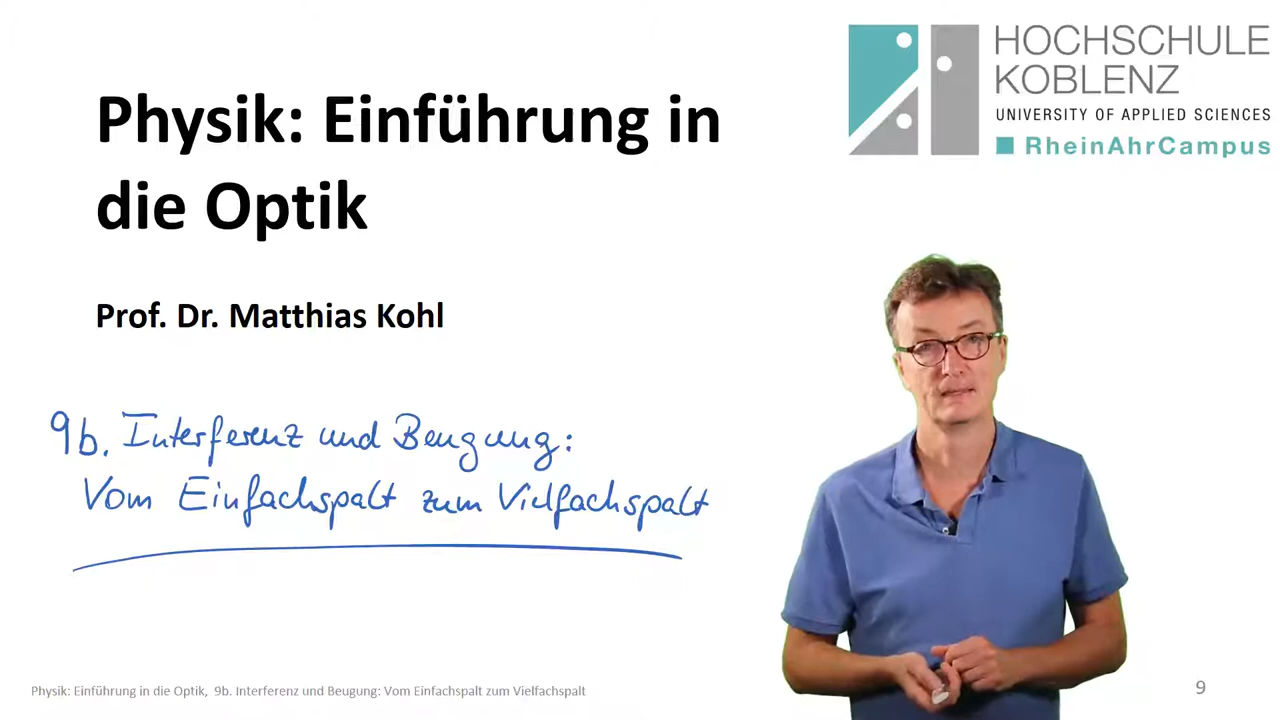 HOCHSCHULE
KOBLENZ
UNIVERSITY OF APPLIED SCIENCES
RheinAhrCampus
Physik: Einführung in
die Optik
Prof. Dr. Matthias Kohl
9b. Interferenz und Beugung:
Vom Einfachspalt zum Vielfachspalt
Physik: Einführung in die Optik, 9b. Interferenz und Beugung: Vom Einfachspalt zum Vielfachspalt
9